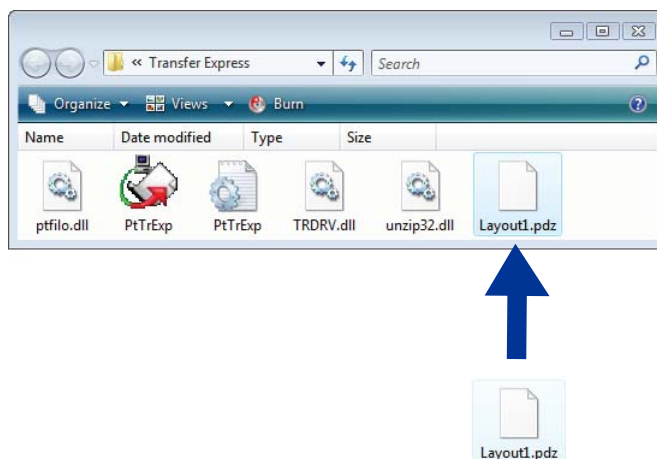 « Transfer Express
Search
Organize Views Burn
Name Date modified Type Size
ptfilo.dll PtTrExp PtTrExp TRDRV.dll unzip32.dll Layout1.pdz
Layout1.pdz